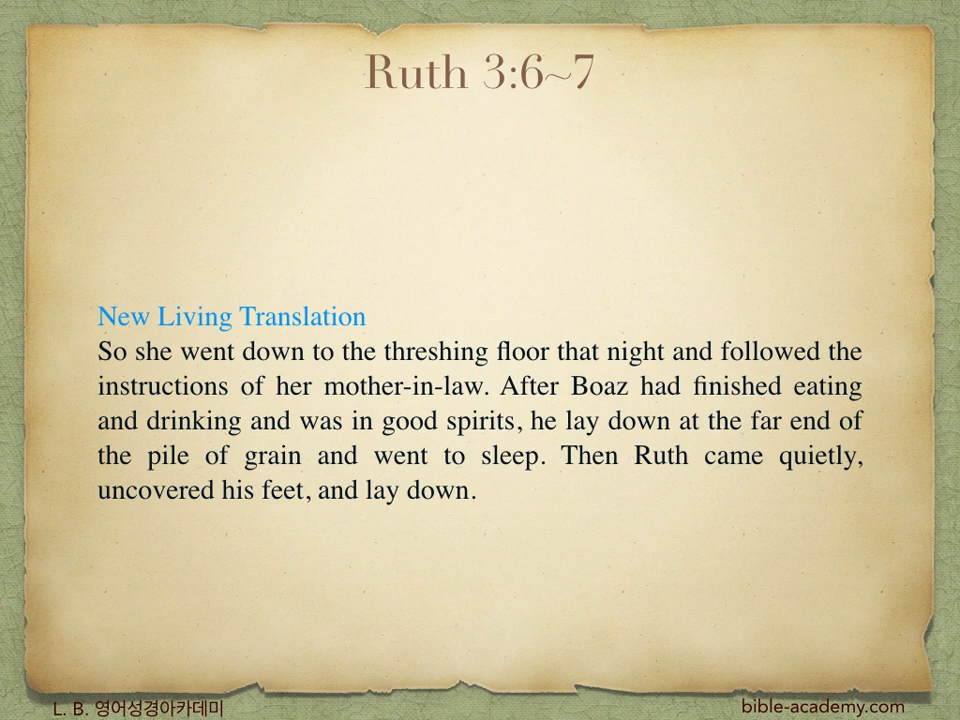 Ruth 3:6~7
New Living Translation
So she went down to the threshing floor that night and followed the
instructions of her mother-in-law. After Boaz had finished eating
and drinking and was in good spirits, he lay down at the far end of
the pile of grain and went to sleep. Then Ruth came quietly,
uncovered his feet, and lay down.
L. B. 영어성경아카데미
bible-academy.com